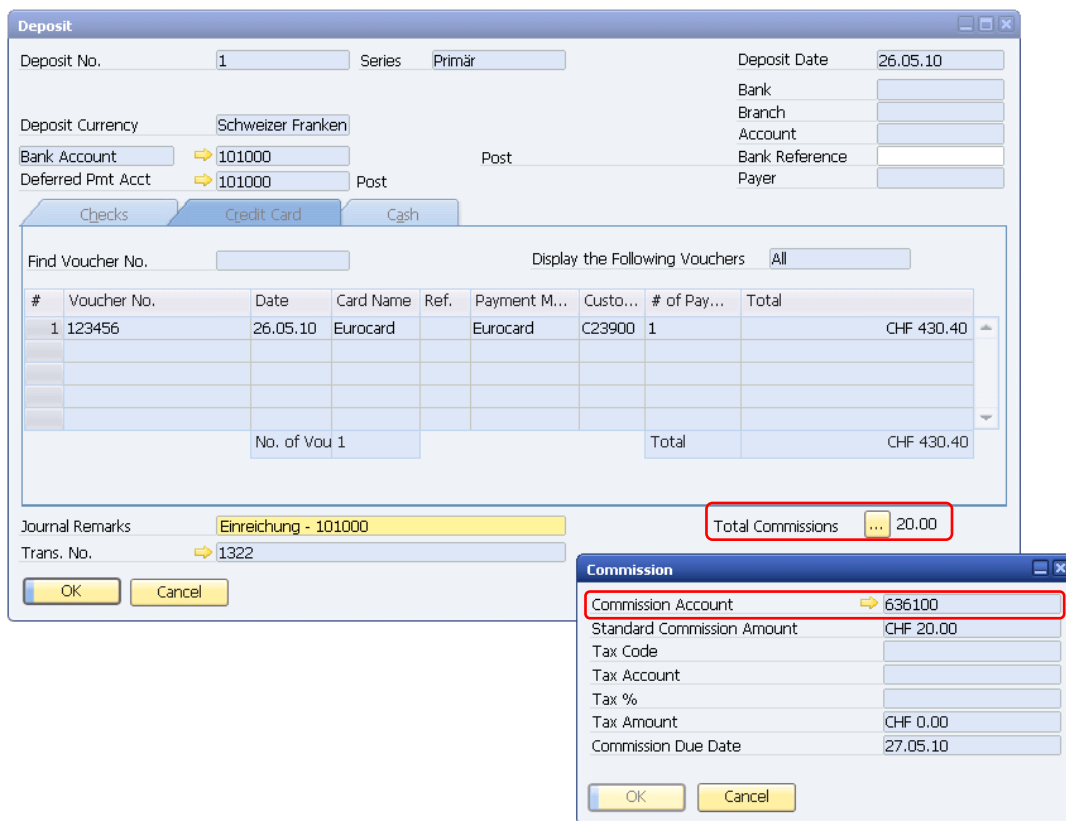 Deposit
Deposit No. 1 Series Primär Deposit Date 26.05.10
Bank
Branch
Deposit Currency Schweizer Franken Account
Bank Account 101000 Post Bank Reference
Deferred Pmt Acct 101000 Post Payer
Checks Credit Card Cash
Find Voucher No. Display the Following Vouchers All
# Voucher No. Date Card Name Ref. Payment M... Custo... # of Pay... Total
1 123456 26.05.10 Eurocard Eurocard C23900 1 CHF 430.40
No. of Vou 1 Total CHF 430.40
Journal Remarks Einreichung - 101000 Total Commissions ... 20.00
Trans. No. 1322
OK Cancel
Commission
Commission Account 636100
Standard Commission Amount CHF 20.00
Tax Code
Tax Account
Tax %
Tax Amount CHF 0.00
Commission Due Date 27.05.10
OK Cancel